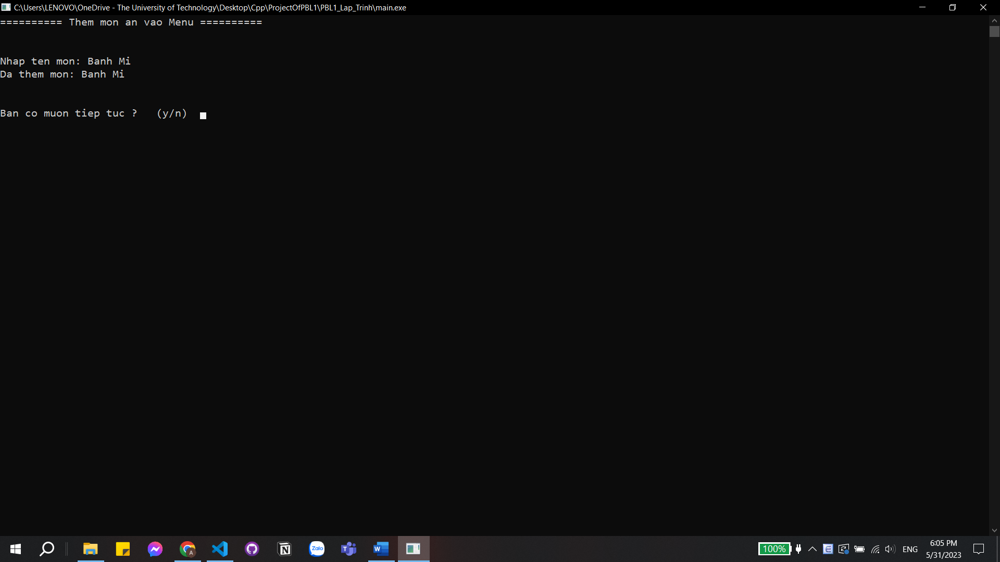 C:\Users\LENOVO\OneDrive - The University of Technology\Desktop\Cpp\ProjectOfPBL1\PBL1_Lap_Trinh\main.exe
========== Them mon an vao Menu ==========
Nhap ten mon: Banh Mi
Da them mon: Banh Mi
Ban co muon tiep tuc ?   (y/n)
A
Zalo
T
W
100%
E
ENG
6:05 PM
5/31/2023